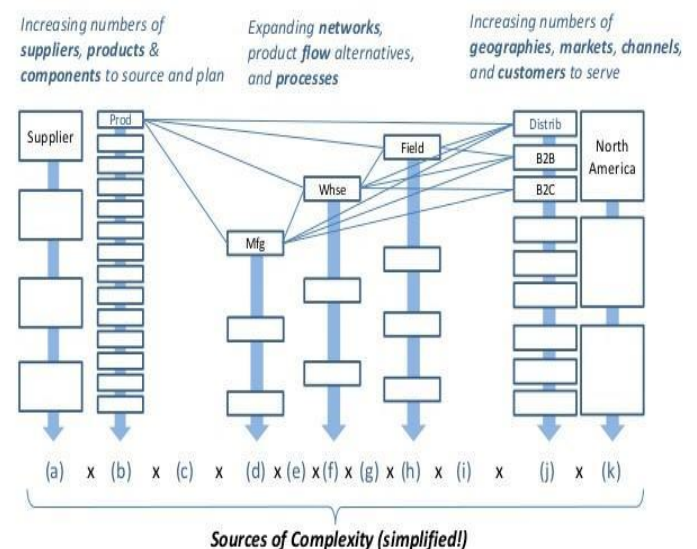 Increasing numbers of
suppliers, products &
components to source and plan
Expanding networks,
product flow alternatives,
and processes
Increasing numbers of
geographies, markets, channels,
and customers to serve
Supplier
Prod
Mfg
Whse
Field
Distrib
B2B
B2C
North
America
(a) x (b) x (c) x (d) x (e) x (f) x (g) x (h) x (i) x (j) x (k)
Sources of Complexity (simplified!)